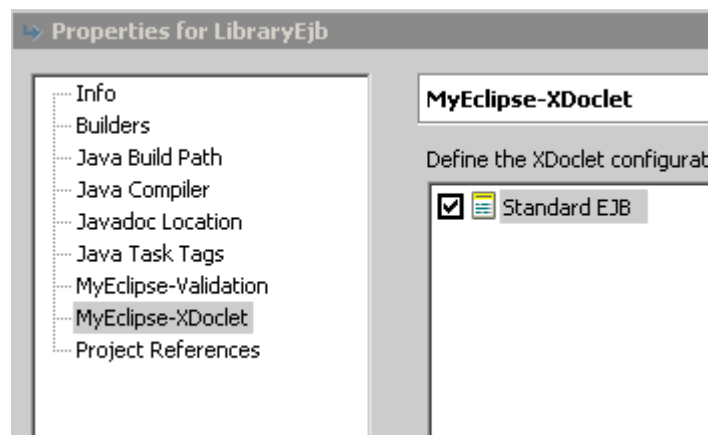 Properties for LibraryEjb
Info
Builders
Java Build Path
Java Compiler
Javadoc Location
Java Task Tags
MyEclipse-Validation
MyEclipse-XDoclet
Project References
MyEclipse-XDoclet
Define the XDoclet configurat
Standard EJB